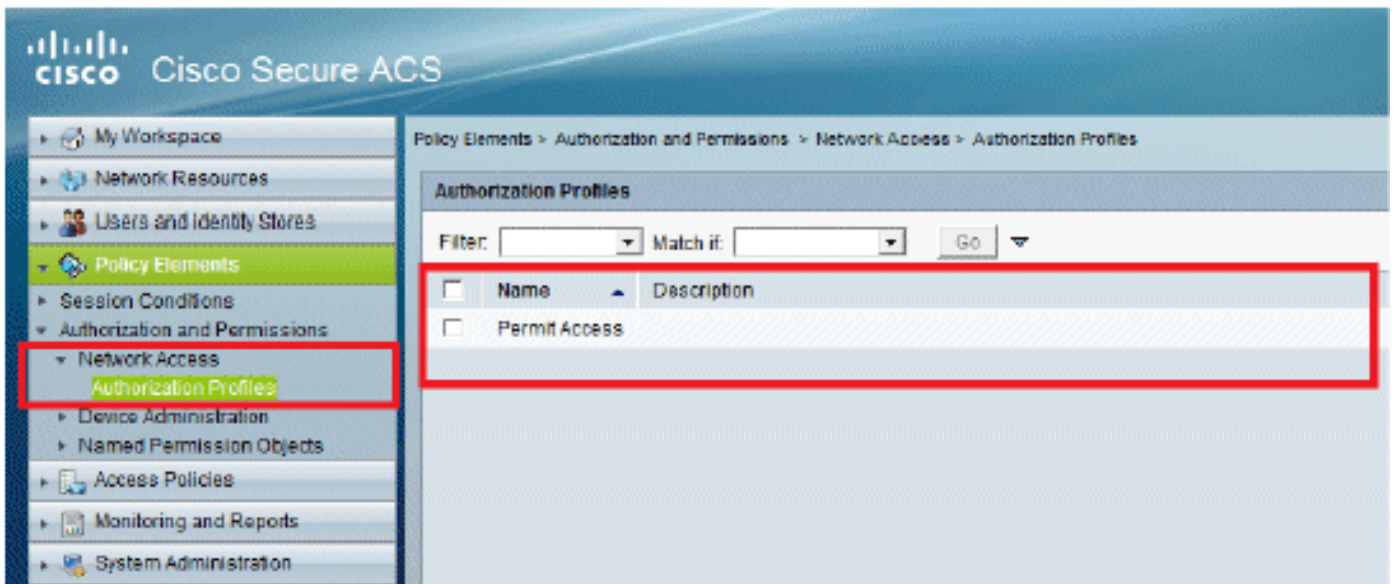 cisco Cisco Secure ACS
My Workspace
Network Resources
Users and Identity Stores
Policy Elements
Session Conditions
Authorization and Permissions
Network Access
Authorization Profiles
Device Administration
Named Permission Objects
Access Policies
Monitoring and Reports
System Administration
Policy Elements > Authorization and Permissions > Network Access > Authorization Profiles
Authorization Profiles
Filter: Match if: Go
Name Description
Permit Access